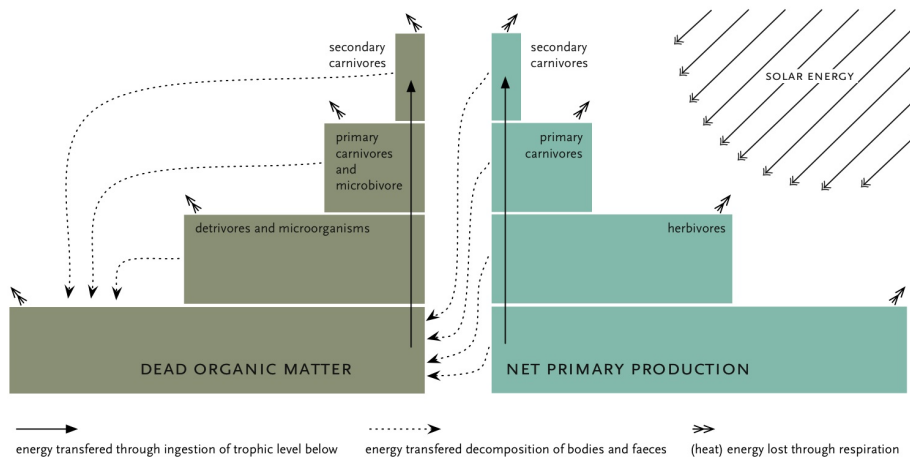 secondary
carnivores
secondary
carnivores
SOLAR ENERGY
primary
carnivores
and
microbivore
primary
carnivores
detrivores and microorganisms
herbivores
DEAD ORGANIC MATTER
NET PRIMARY PRODUCTION
energy transfered through ingestion of trophic level below
energy transfered decomposition of bodies and faeces
(heat) energy lost through respiration